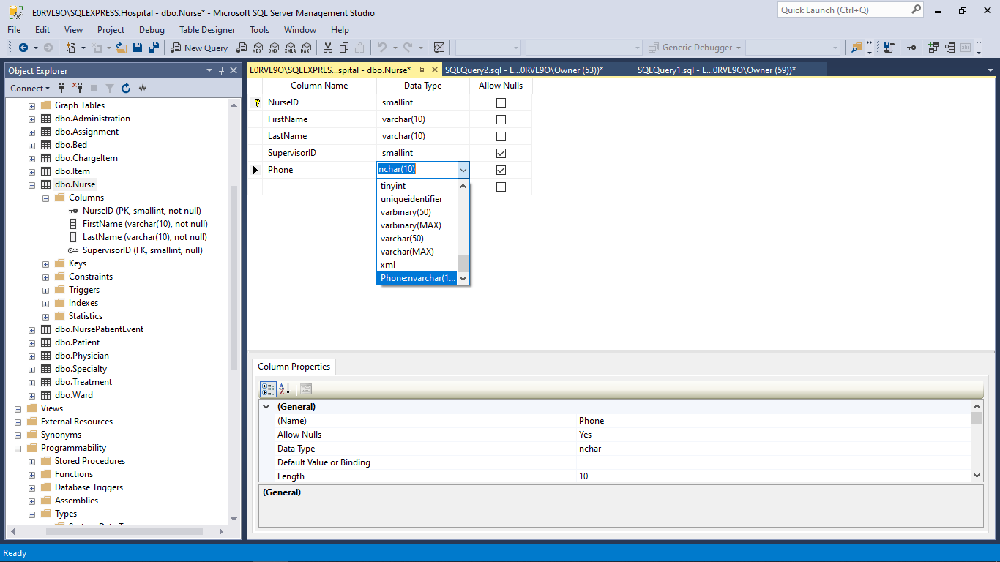 E0RVL9O\SQLEXPRESS.Hospital - dbo.Nurse* - Microsoft SQL Server Management Studio
Quick Launch (Ctrl+Q)
File Edit View Project Debug Table Designer Tools Window Help
New Query MDX DMX XMLA DAX Generic Debugger
Object Explorer
E0RVL9O\SQLEXPRES...spital - dbo.Nurse* SQLQuery2.sql - E...0RVL9O\Owner (53))* SQLQuery1.sql - E...0RVL9O\Owner (59))*
Connect
Graph Tables
dbo.Administration
dbo.Assignment
dbo.Bed
dbo.ChargeItem
dbo.Item
dbo.Nurse
Columns
NurseID (PK, smallint, not null)
FirstName (varchar(10), not null)
LastName (varchar(10), not null)
SupervisorID (FK, smallint, null)
Keys
Constraints
Triggers
Indexes
Statistics
dbo.NursePatientEvent
dbo.Patient
dbo.Physician
dbo.Specialty
dbo.Treatment
dbo.Ward
Views
External Resources
Synonyms
Programmability
Stored Procedures
Functions
Database Triggers
Assemblies
Types
Column Name Data Type Allow Nulls
NurseID smallint
FirstName varchar(10)
LastName varchar(10)
SupervisorID smallint
Phone nchar(10)
tinyint
uniqueidentifier
varbinary(50)
varbinary(MAX)
varchar(50)
varchar(MAX)
xml
Phone:nvarchar(1...
Column Properties
(General)
(Name) Phone
Allow Nulls Yes
Data Type nchar
Default Value or Binding
Length 10
(General)
Ready